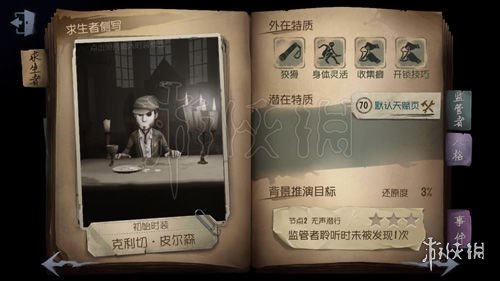 求生者侧写
求生者
初始时装
克利切·皮尔森
外在特质
狡猾
身体灵活
收集癖
开锁技巧
潜在特质
70 默认天赋页
背景推演目标
还原度 3%
节点2 无声潜行
监管者聆听时未被发现1次
监管者
人格
事件
游侠网